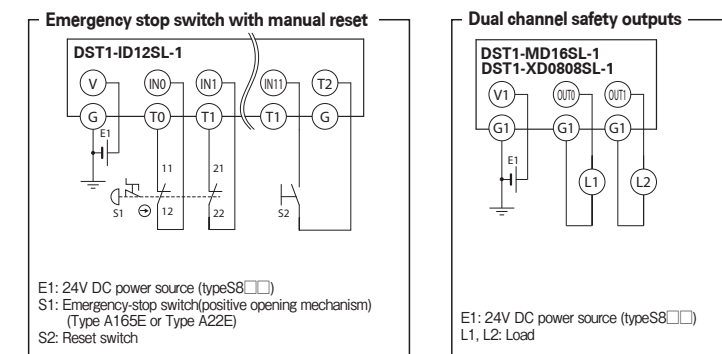 Emergency stop switch with manual reset
DST1-ID12SL-1
V IN0 IN1 IN11 T2
G T0 T1 T1 G
E1
11 21
S1 12 22 S2
E1: 24V DC power source (typeS8□□)
S1: Emergency-stop switch(positive opening mechanism)
(Type A165E or Type A22E)
S2: Reset switch
Dual channel safety outputs
DST1-MD16SL-1
DST1-XD0808SL-1
V1 OUT0 OUT1
G1 G1 G1
E1
L1 L2
E1: 24V DC power source (typeS8□□)
L1, L2: Load